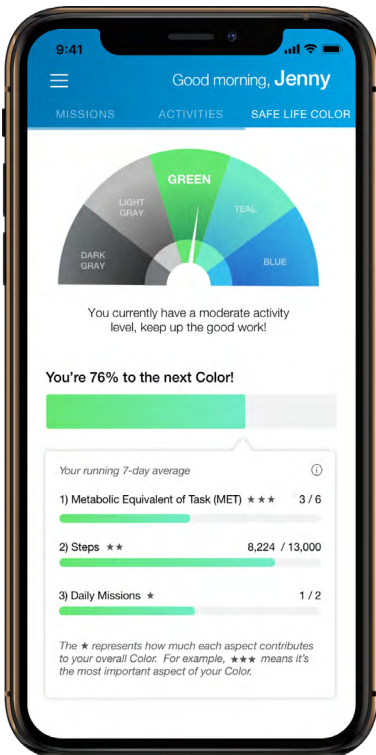 9:41
Good morning, Jenny
MISSIONS ACTIVITIES SAFE LIFE COLOR
GREEN
LIGHT
GRAY
TEAL
DARK
GRAY
BLUE
You currently have a moderate activity
level, keep up the good work!
You're 76% to the next Color!
Your running 7-day average
1) Metabolic Equivalent of Task (MET) ★★★ 3 / 6
2) Steps ★★ 8,224 / 13,000
3) Daily Missions ★ 1 / 2
The ★ represents how much each aspect contributes
to your overall Color. For example, ★★★ means it's
the most important aspect of your Color.